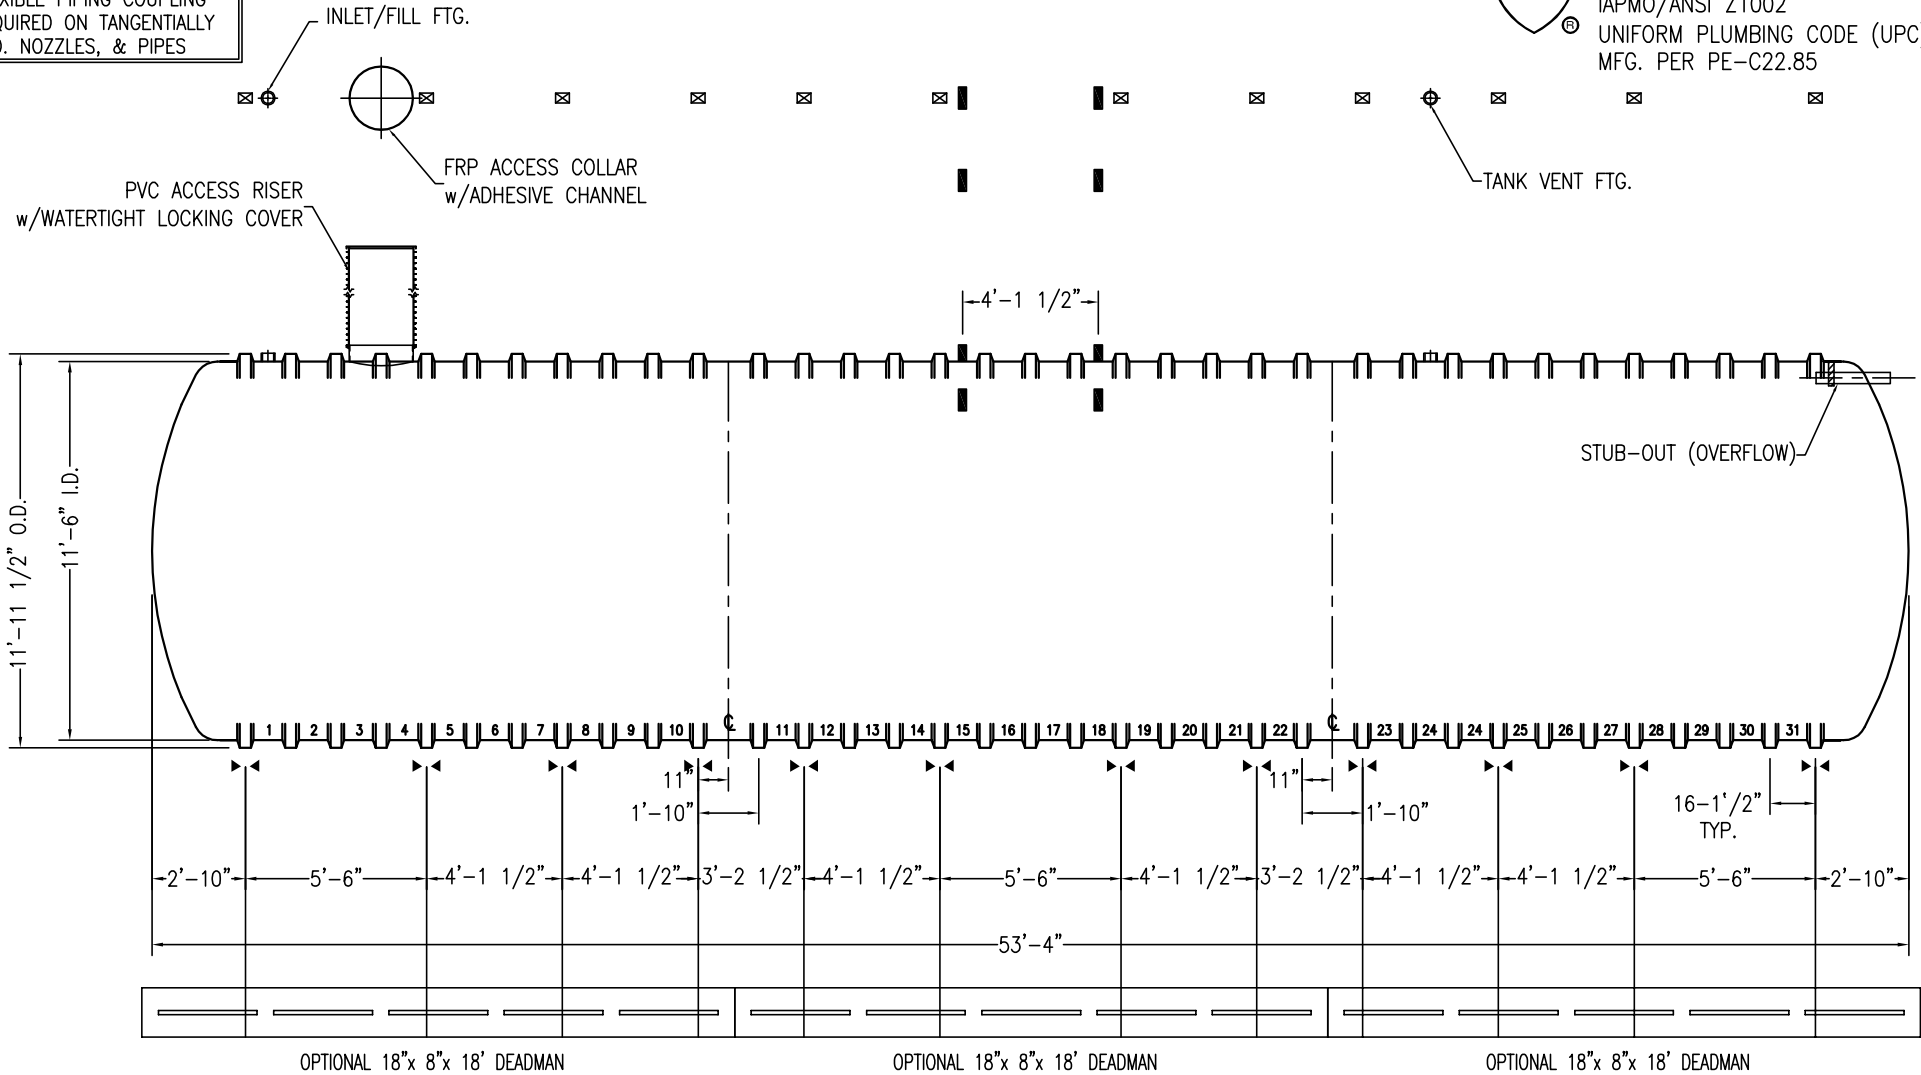 QUIRED ON TANGENTIALLY
NOZZLES, & PIPES
INLET/FILL FTG.
IAPMO/ANSI Z1002
®
UNIFORM PLUMBING CODE (UPC)
MFG. PER PE-C22.85
FRP ACCESS COLLAR
w/ADHESIVE CHANNEL
PVC ACCESS RISER
w/WATERTIGHT LOCKING COVER
TANK VENT FTG.
4'-1 1/2"
STUB-OUT (OVERFLOW)
11'-11 1/2" O.D.
11'-6" I.D.
1 2 3 4 5 6 7 8 9 10 11 12 13 14 15 16 17 18 19 20 21 22 23 24 24 25 26 27 28 29 30 31
℄ ℄
11" 11"
1'-10" 1'-10"
16-1'/2"
TYP.
2'-10" 5'-6" 4'-1 1/2" 4'-1 1/2" 3'-2 1/2" 4'-1 1/2" 5'-6" 4'-1 1/2" 3'-2 1/2" 4'-1 1/2" 4'-1 1/2" 5'-6" 2'-10"
53'-4"
OPTIONAL 18"x 8"x 18' DEADMAN
OPTIONAL 18"x 8"x 18' DEADMAN
OPTIONAL 18"x 8"x 18' DEADMAN